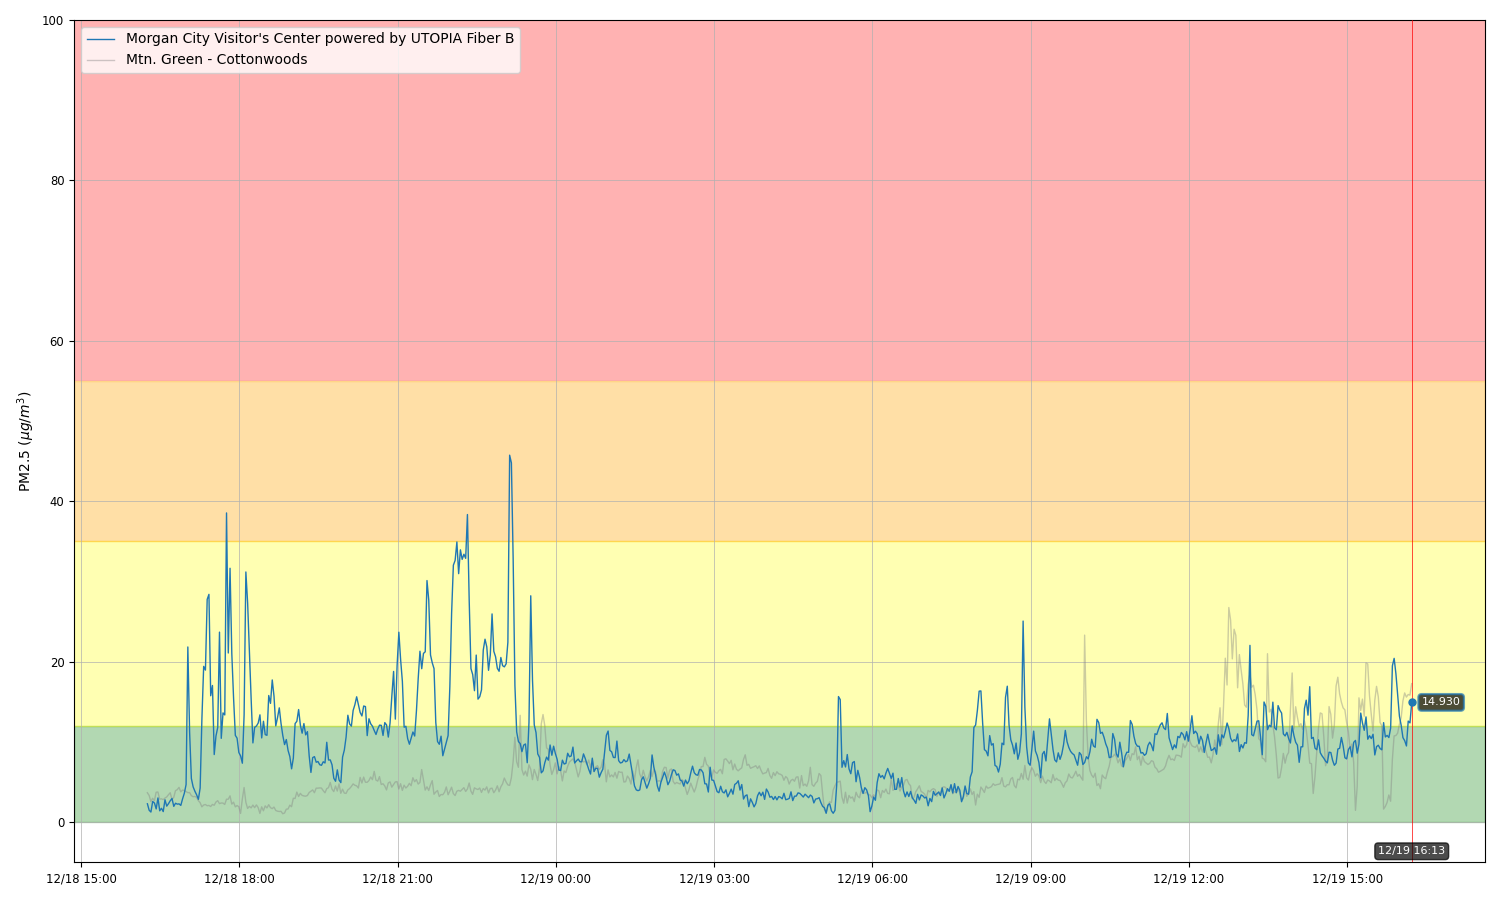 100
Morgan City Visitor's Center powered by UTOPIA Fiber B
Mtn. Green - Cottonwoods
80
60
PM2.5 (μg/m³)
40
20
14.930
0
12/19 16:13
12/18 15:00 12/18 18:00 12/18 21:00 12/19 00:00 12/19 03:00 12/19 06:00 12/19 09:00 12/19 12:00 12/19 15:00